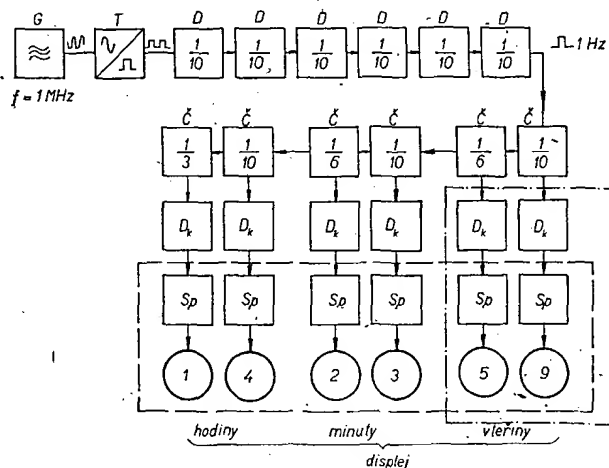 G T D D D D D D
1/10 1/10 1/10 1/10 1/10 1/10 1 Hz
f = 1 MHz
Č Č Č Č Č Č
1/3 1/10 1/6 1/10 1/6 1/10
Dk Dk Dk Dk Dk Dk
Sp Sp Sp Sp Sp Sp
1 4 2 3 5 9
hodiny minuty vteřiny
displej